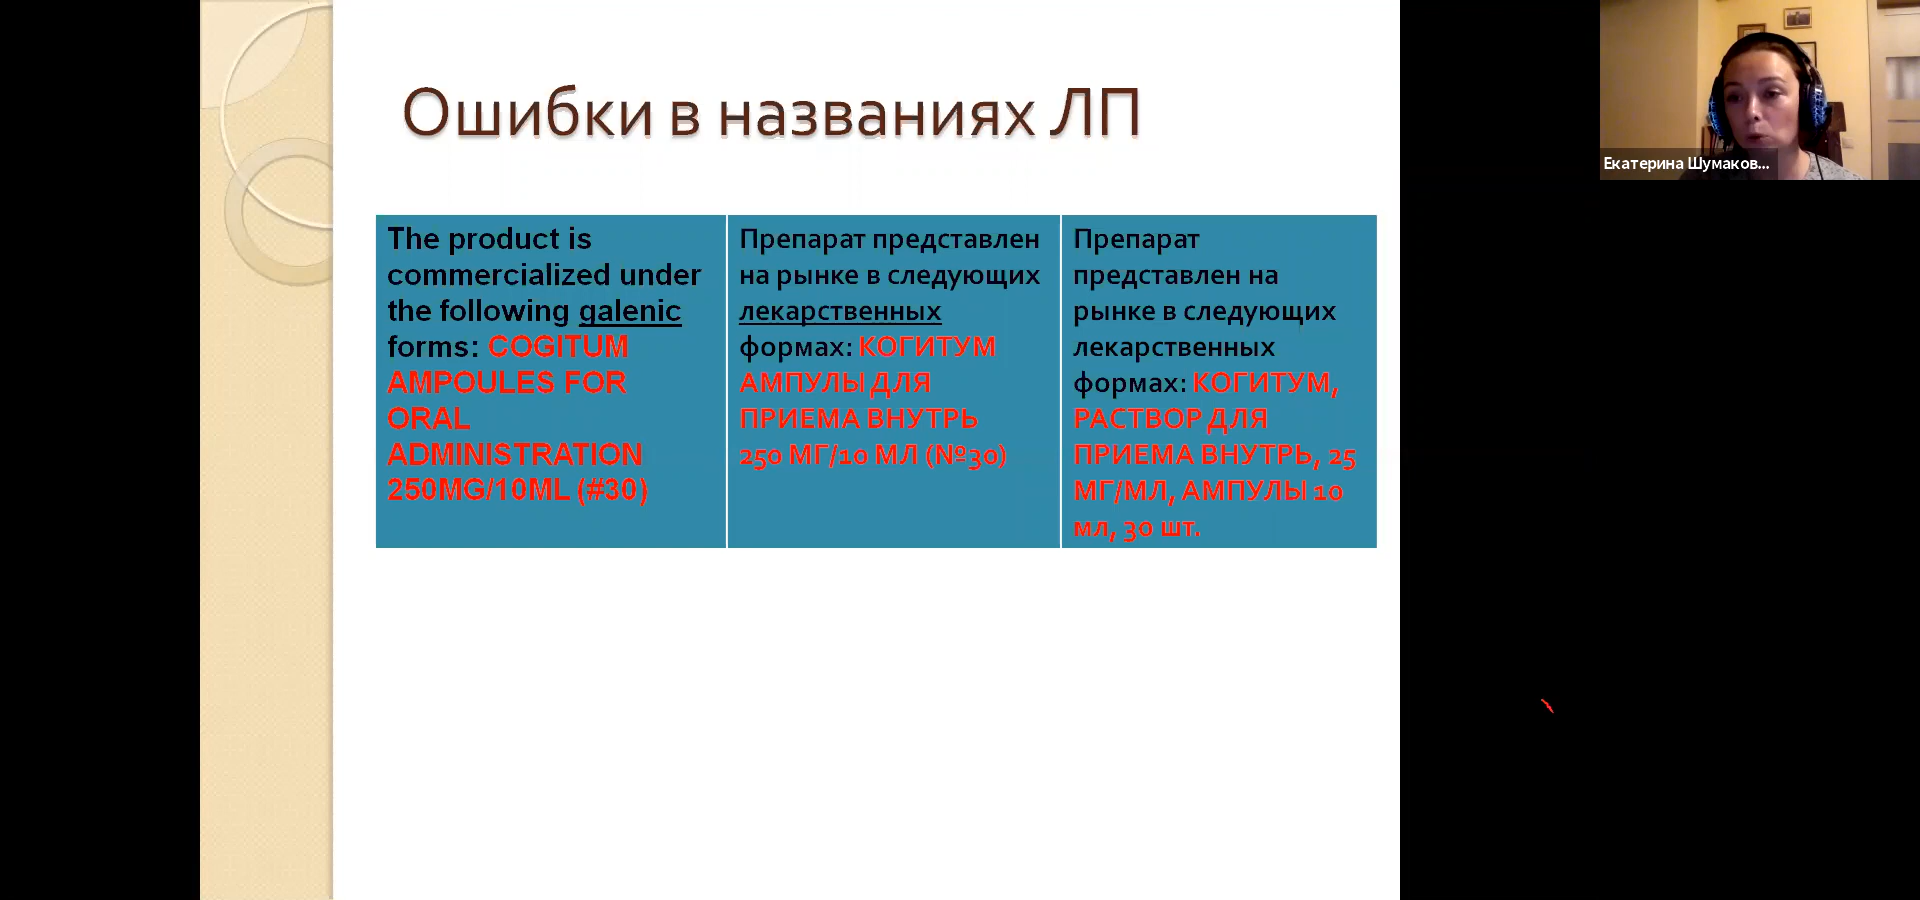 Ошибки в названиях ЛП
The product is
commercialized under
the following galenic
forms: COGITUM
AMPOULES FOR
ORAL
ADMINISTRATION
250MG/10ML (#30)
Препарат представлен
на рынке в следующих
лекарственных
формах: КОГИТУМ
АМПУЛЫ ДЛЯ
ПРИЕМА ВНУТРЬ
250 МГ/10 МЛ (№30)
Препарат
представлен на
рынке в следующих
лекарственных
формах: КОГИТУМ,
РАСТВОР ДЛЯ
ПРИЕМА ВНУТРЬ, 25
МГ/МЛ, АМПУЛЫ 10
мл, 30 шт.
Екатерина Шумаков...